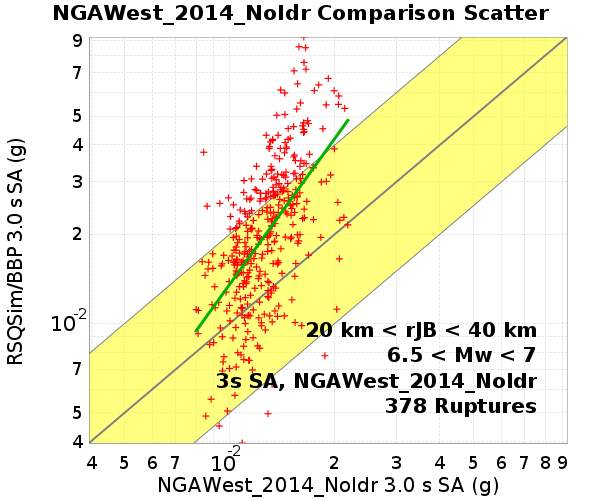 NGAWest_2014_NoIdr Comparison Scatter
RSQSim/BBP 3.0 s SA (g)
9
7
5
4
3
2
10-2
7
5
4
20 km < rJB < 40 km
6.5 < Mw < 7
3s SA, NGAWest_2014_NoIdr
378 Ruptures
4 5 6 7 10-2 2 3 4 5 6 7 8 9
NGAWest_2014_NoIdr 3.0 s SA (g)